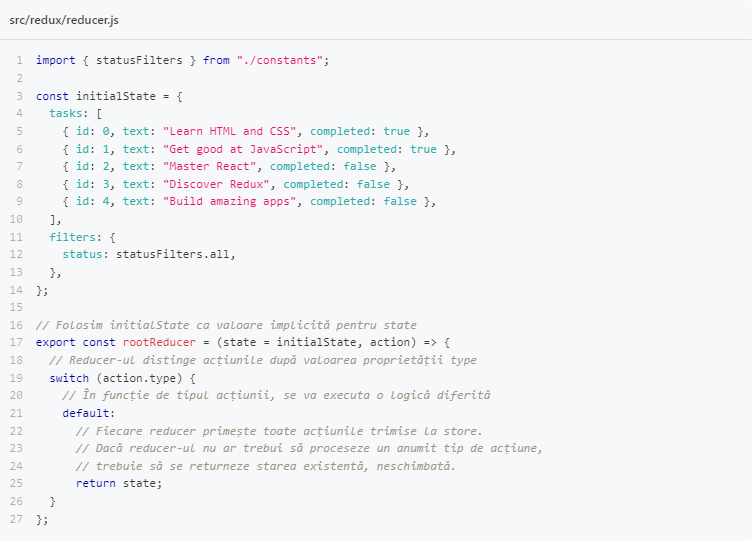 src/redux/reducer.js
1 import { statusFilters } from "./constants";
2
3 const initialState = {
4   tasks: [
5     { id: 0, text: "Learn HTML and CSS", completed: true },
6     { id: 1, text: "Get good at JavaScript", completed: true },
7     { id: 2, text: "Master React", completed: false },
8     { id: 3, text: "Discover Redux", completed: false },
9     { id: 4, text: "Build amazing apps", completed: false },
10   ],
11   filters: {
12     status: statusFilters.all,
13   },
14 };
15
16 // Folosim initialState ca valoare implicită pentru state
17 export const rootReducer = (state = initialState, action) => {
18   // Reducer-ul distinge acțiunile după valoarea proprietății type
19   switch (action.type) {
20     // În funcție de tipul acțiunii, se va executa o logică diferită
21     default:
22       // Fiecare reducer primește toate acțiunile trimise la store.
23       // Dacă reducer-ul nu ar trebui să proceseze un anumit tip de acțiune,
24       // trebuie să se returneze starea existentă, neschimbată.
25       return state;
26   }
27 };